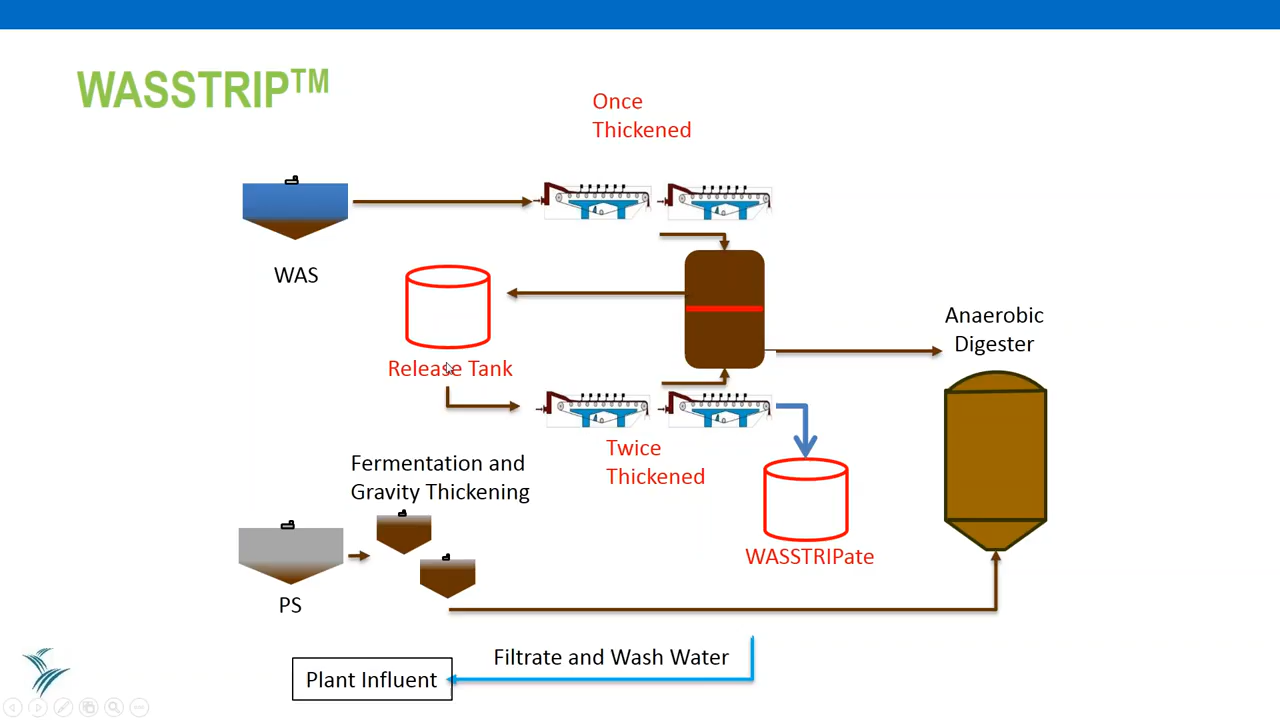 WASSTRIP™
Once
Thickened
WAS
Release Tank
Anaerobic
Digester
Twice
Thickened
Fermentation and
Gravity Thickening
WASSTRIPate
PS
Filtrate and Wash Water
Plant Influent